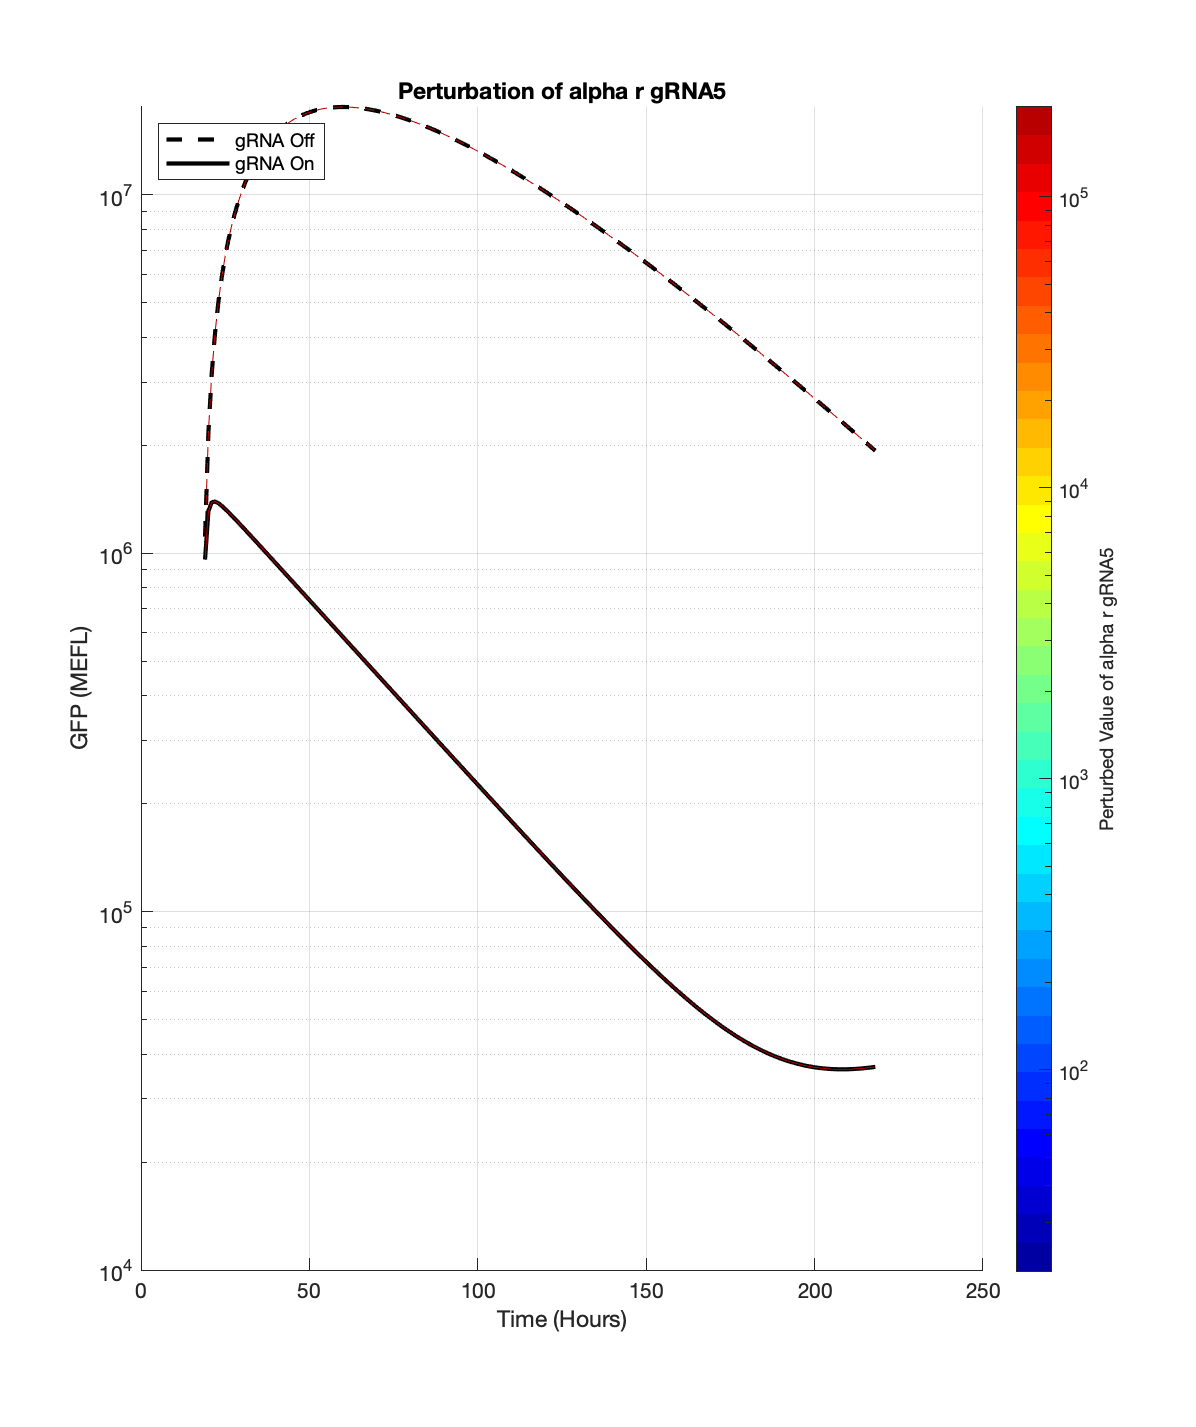 Perturbation of alpha r gRNA5
gRNA Off
gRNA On
10^7
10^6
10^5
10^4
GFP (MEFL)
0 50 100 150 200 250
Time (Hours)
10^5
10^4
10^3
10^2
Perturbed Value of alpha r gRNA5